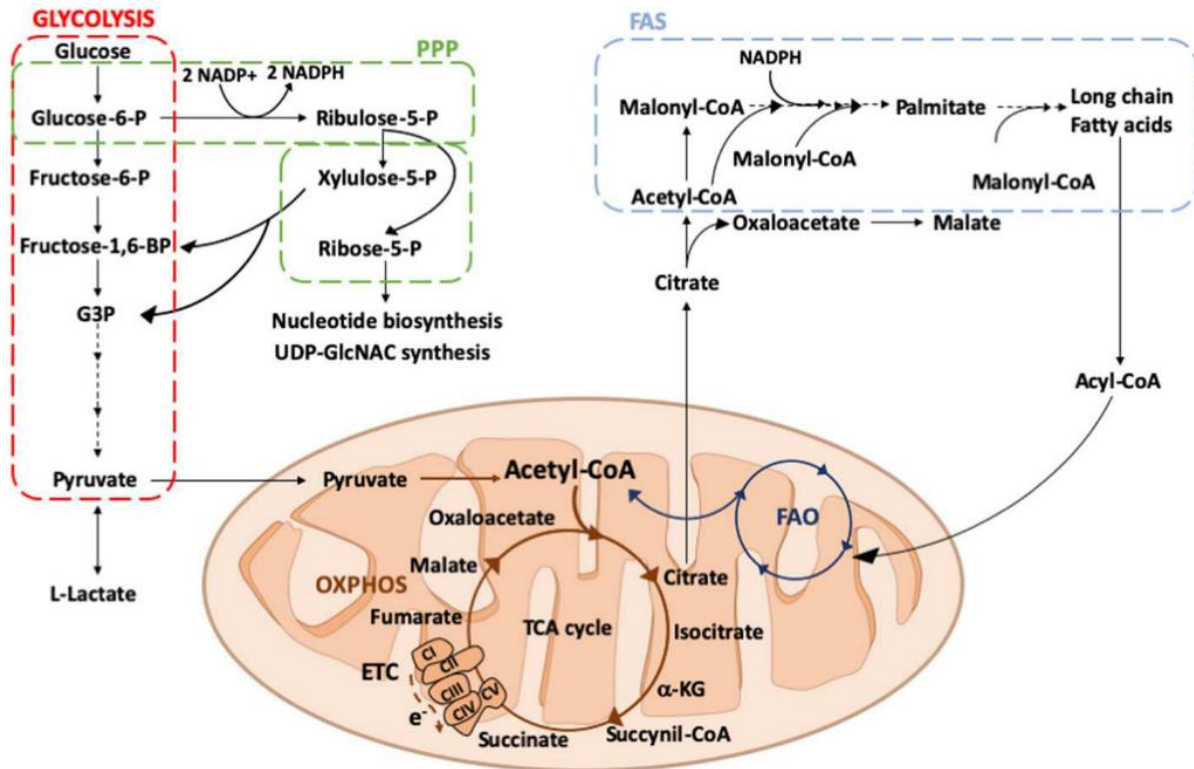 GLYCOLYSIS
Glucose
Glucose-6-P
Fructose-6-P
Fructose-1,6-BP
G3P
Pyruvate
L-Lactate
PPP
2 NADP+ 2 NADPH
Ribulose-5-P
Xylulose-5-P
Ribose-5-P
Nucleotide biosynthesis
UDP-GlcNAC synthesis
FAS
NADPH
Malonyl-CoA
Palmitate
Long chain
Fatty acids
Malonyl-CoA
Malonyl-CoA
Acetyl-CoA
Oxaloacetate
Malate
Citrate
Acyl-CoA
Pyruvate
Acetyl-CoA
Oxaloacetate
FAO
Malate
Citrate
OXPHOS
Fumarate
TCA cycle
Isocitrate
ETC
CI
CII
CIII
CIV
CV
e-
α-KG
Succinate
Succynil-CoA